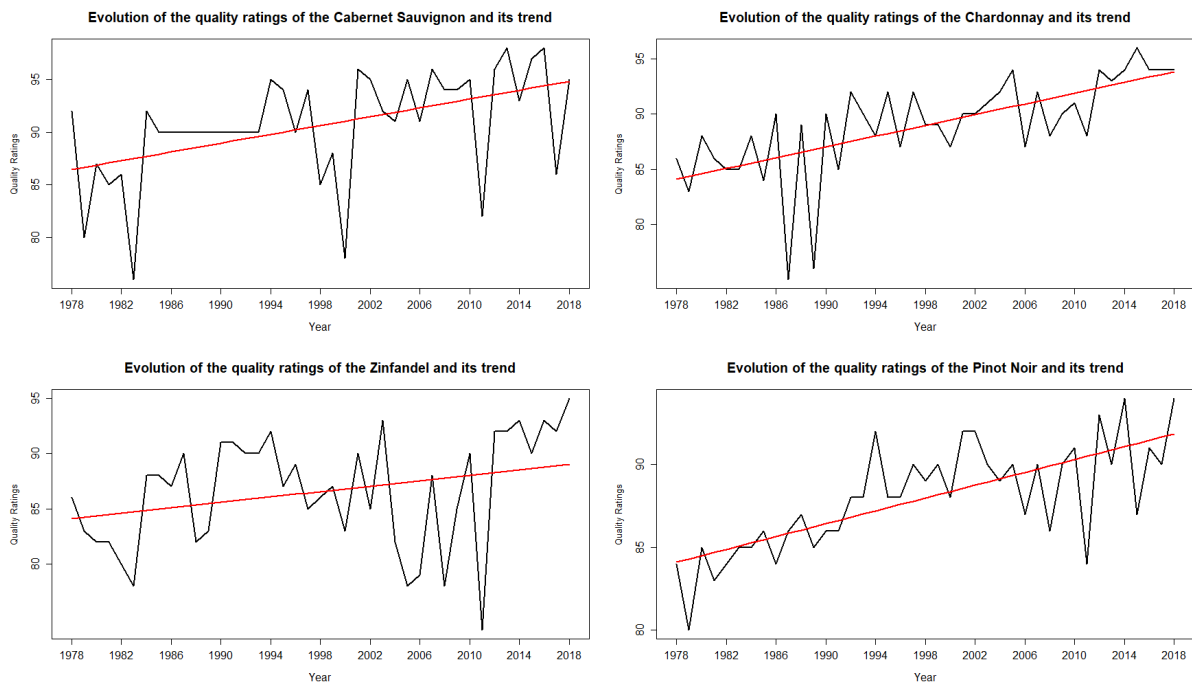 Evolution of the quality ratings of the Cabernet Sauvignon and its trend
Quality Ratings
95
90
85
80
1978 1982 1986 1990 1994 1998 2002 2006 2010 2014 2018
Year
Evolution of the quality ratings of the Chardonnay and its trend
Quality Ratings
95
90
85
80
1978 1982 1986 1990 1994 1998 2002 2006 2010 2014 2018
Year
Evolution of the quality ratings of the Zinfandel and its trend
Quality Ratings
95
90
85
80
1978 1982 1986 1990 1994 1998 2002 2006 2010 2014 2018
Year
Evolution of the quality ratings of the Pinot Noir and its trend
Quality Ratings
90
85
80
1978 1982 1986 1990 1994 1998 2002 2006 2010 2014 2018
Year